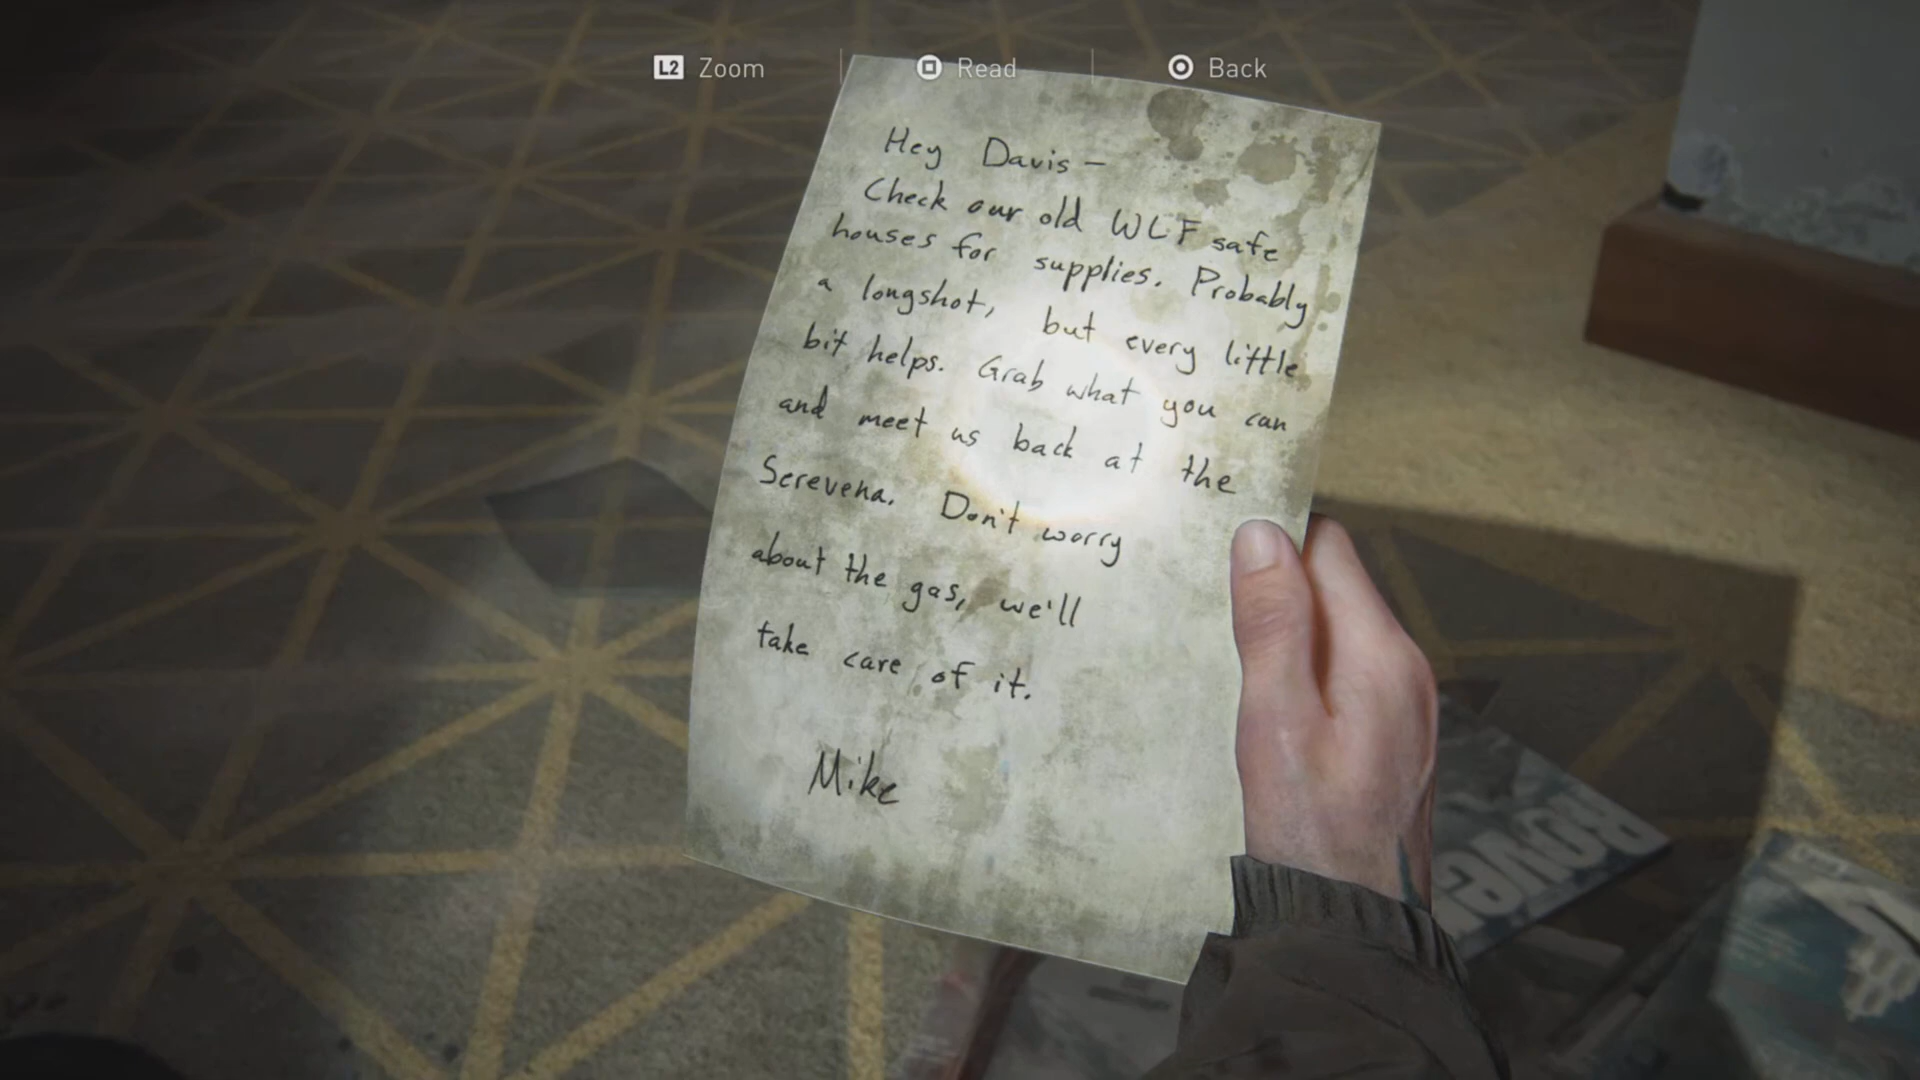 L2 Zoom Read Back
Hey Davis –
Check our old WLF safe
houses for supplies. Probably
a longshot, but every little
bit helps. Grab what you can
and meet us back at the
Serevena. Don't worry
about the gas, we'll
take care of it.
Mike